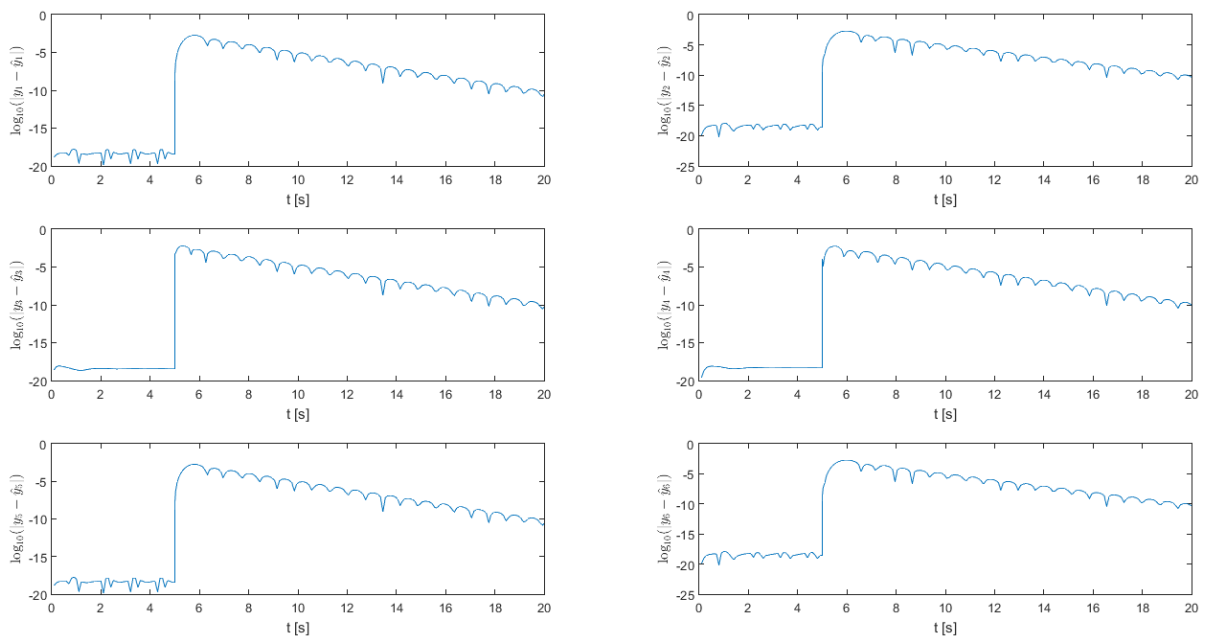 0
-5
-10
-15
-20
0 2 4 6 8 10 12 14 16 18 20
t [s]
log₁₀(|y₁ − ŷ₁|)
0
-5
-10
-15
-20
-25
0 2 4 6 8 10 12 14 16 18 20
t [s]
log₁₀(|y₂ − ŷ₂|)
0
-5
-10
-15
-20
0 2 4 6 8 10 12 14 16 18 20
t [s]
log₁₀(|y₃ − ŷ₃|)
0
-5
-10
-15
-20
0 2 4 6 8 10 12 14 16 18 20
t [s]
log₁₀(|y₄ − ŷ₄|)
0
-5
-10
-15
-20
0 2 4 6 8 10 12 14 16 18 20
t [s]
log₁₀(|y₅ − ŷ₅|)
0
-5
-10
-15
-20
-25
0 2 4 6 8 10 12 14 16 18 20
t [s]
log₁₀(|y₆ − ŷ₆|)